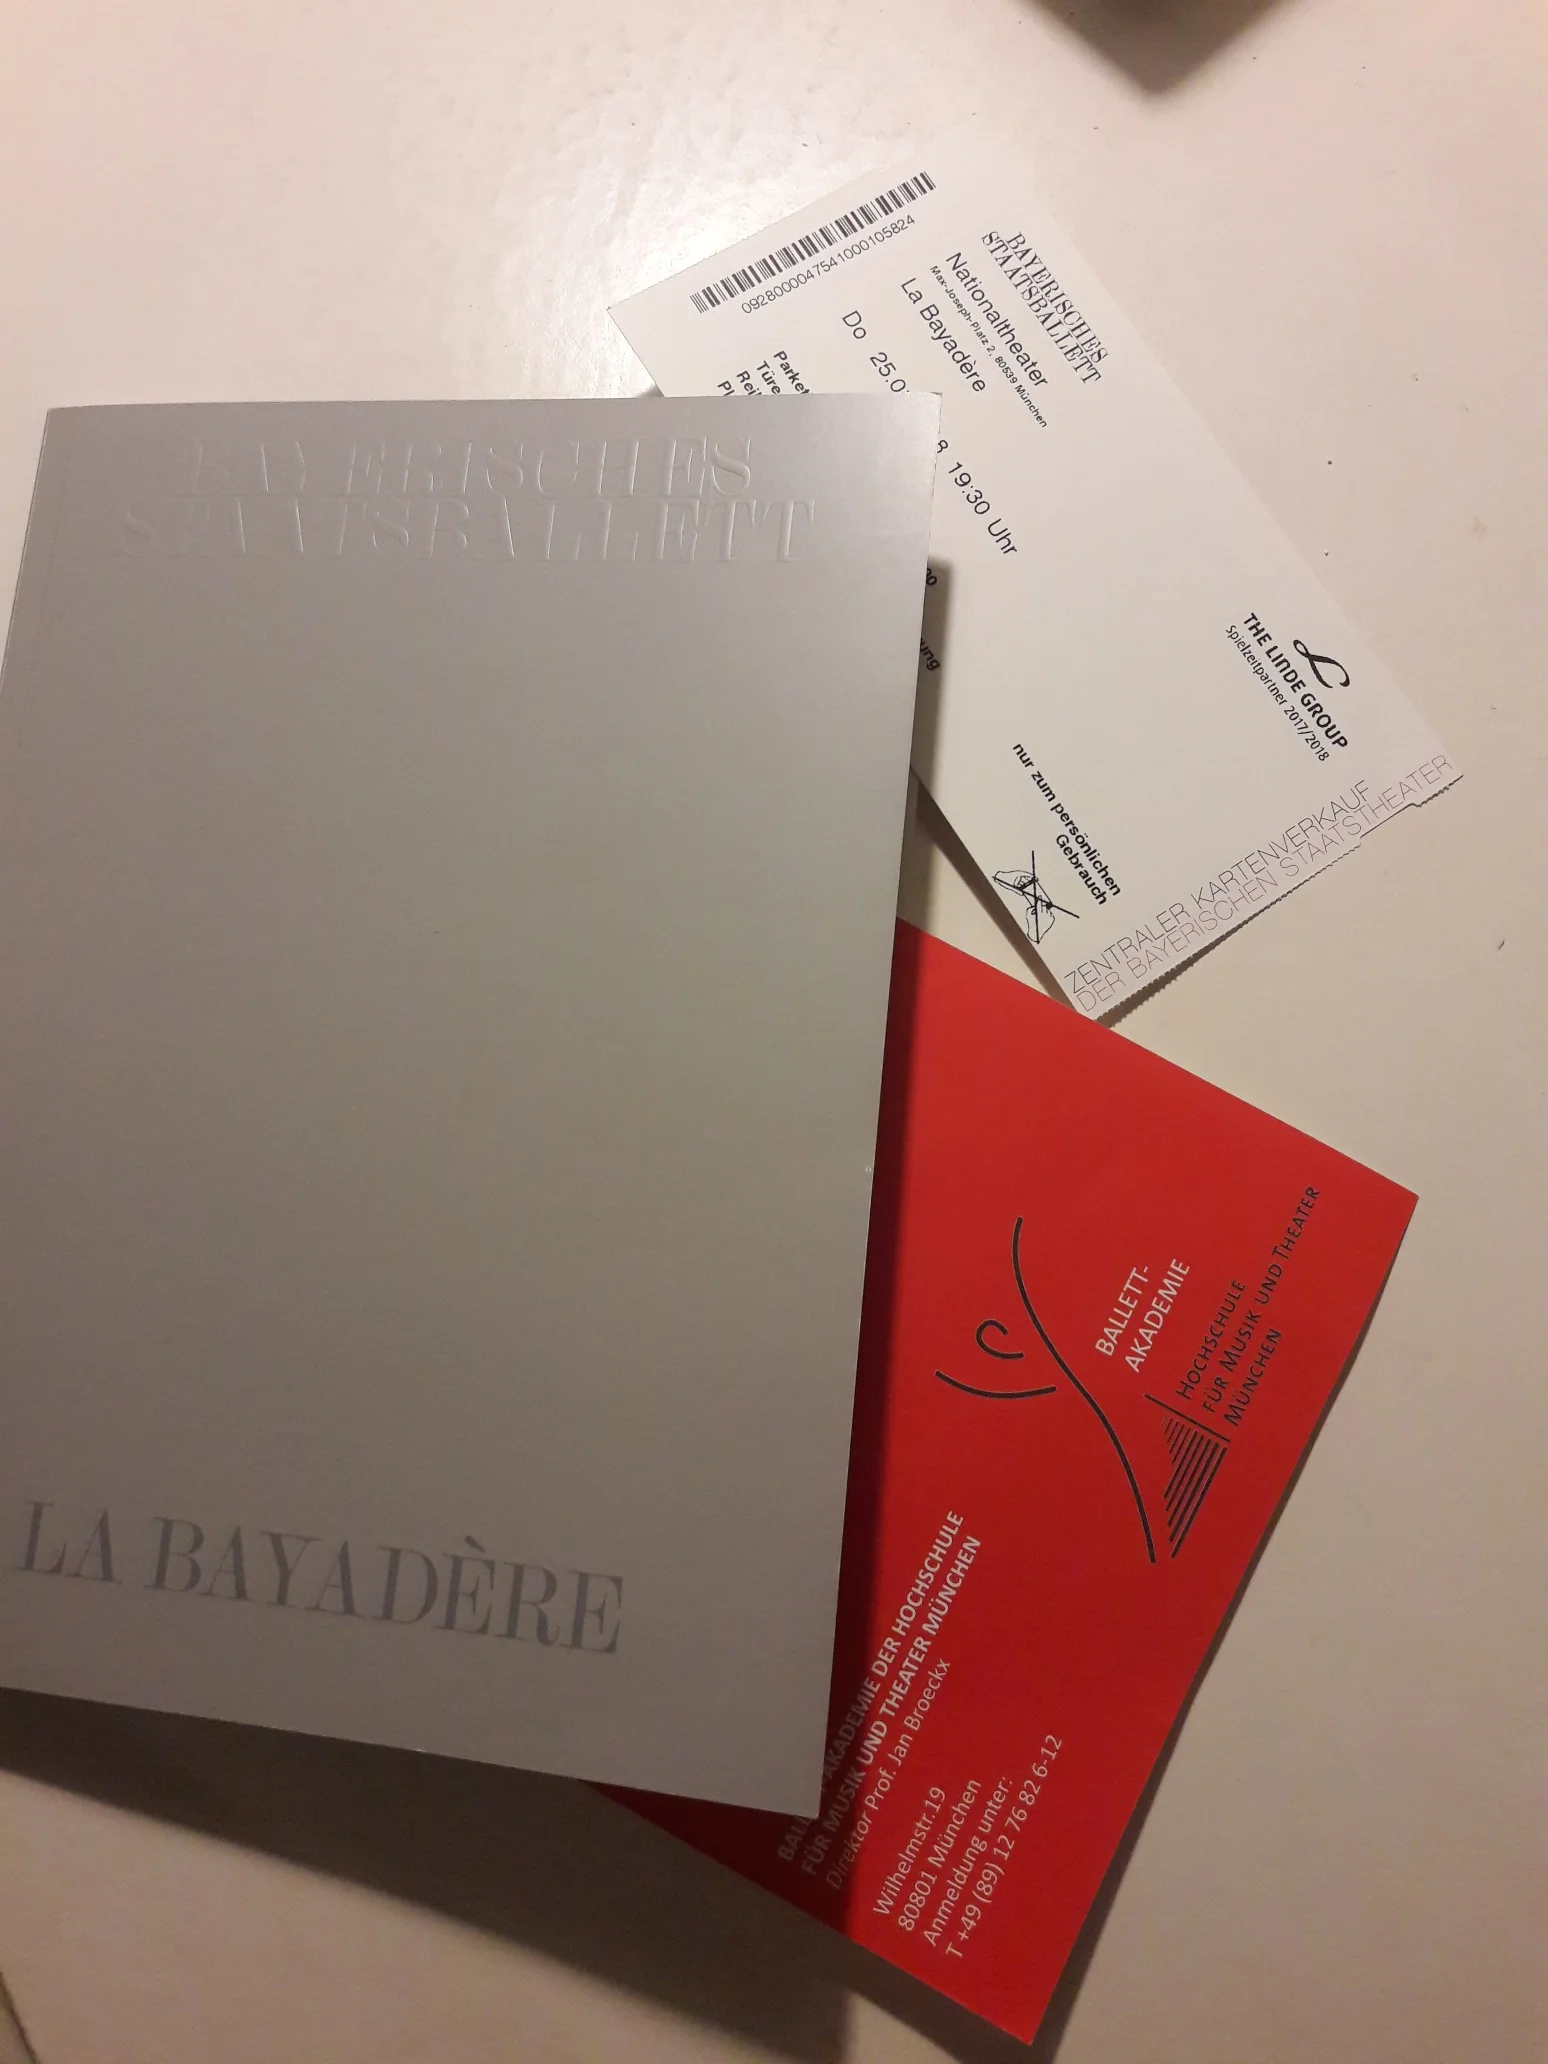 BAYERISCHES
STAATSBALLETT
LA BAYADÈRE
0928000047541000105824
BAYERISCHES
STAATSBALLETT
Nationaltheater
Max-Joseph-Platz 2, 80539 München
La Bayadère
Do 25.0 8 19:30 Uhr
THE LINDE GROUP
Spielzeitpartner 2017/2018
nur zum persönlichen
Gebrauch
ZENTRALER KARTENVERKAUF
DER BAYERISCHEN STAATSTHEATER
BALLETT-
AKADEMIE
HOCHSCHULE
FÜR MUSIK UND THEATER
MÜNCHEN
AKADEMIE DER HOCHSCHULE
FÜR MUSIK UND THEATER MÜNCHEN
Direktor Prof. Jan Broeckx
Wilhelmstr.19
80801 München
Anmeldung unter:
T +49 (89) 12 76 82 6-12